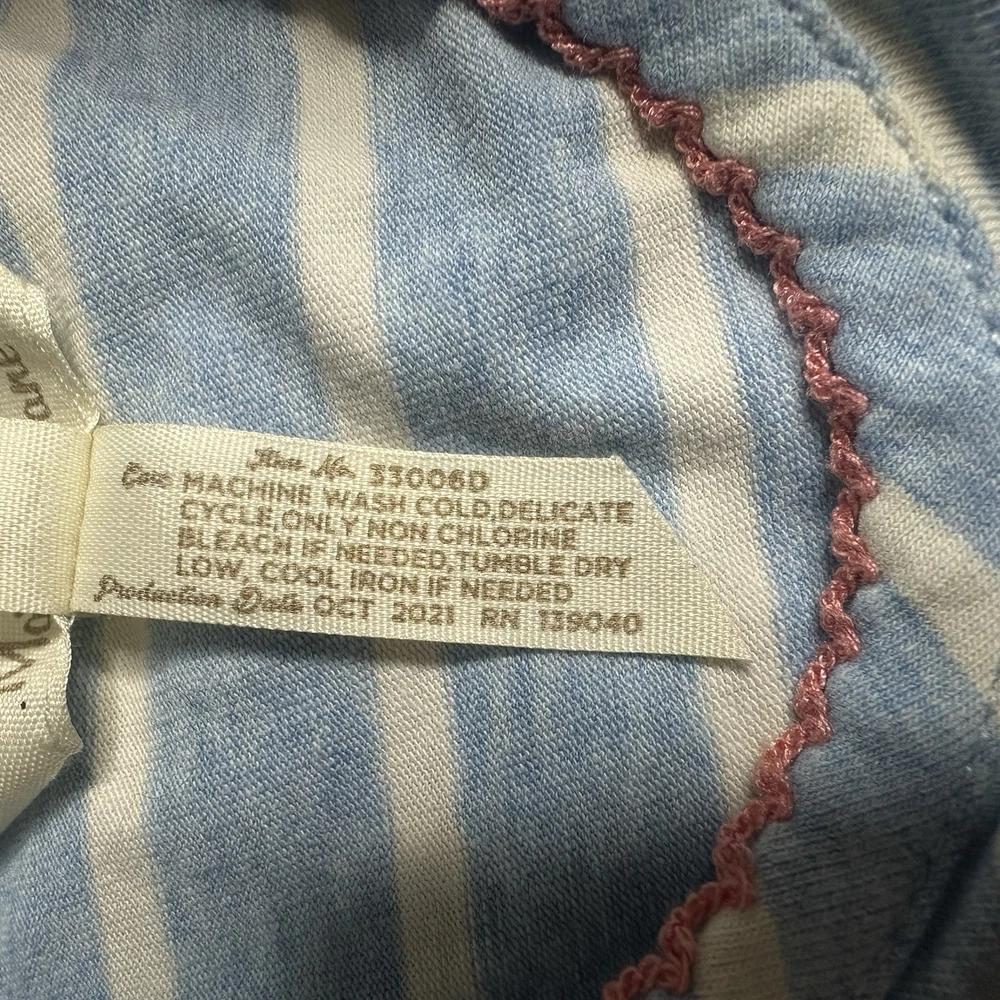 Item No. 33006D
Care MACHINE WASH COLD,DELICATE
CYCLE,ONLY NON CHLORINE
BLEACH IF NEEDED,TUMBLE DRY
LOW, COOL IRON IF NEEDED
Production Date OCT 2021 RN 139040